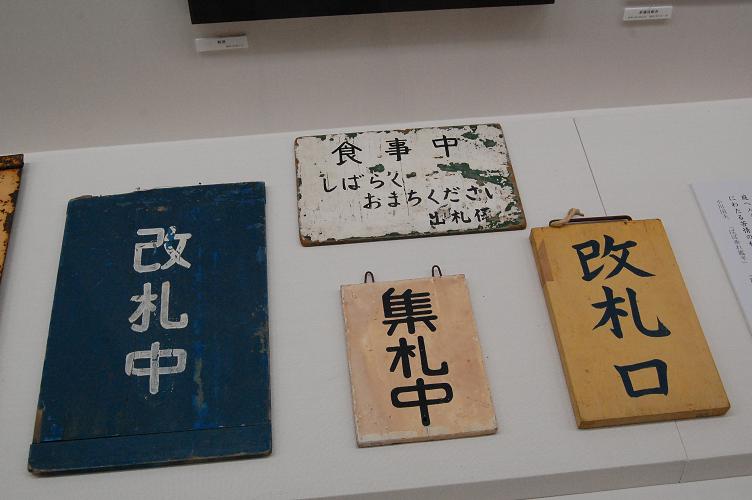 改札中
食事中
しばらく
おまちください
出札係
集札中
改札口